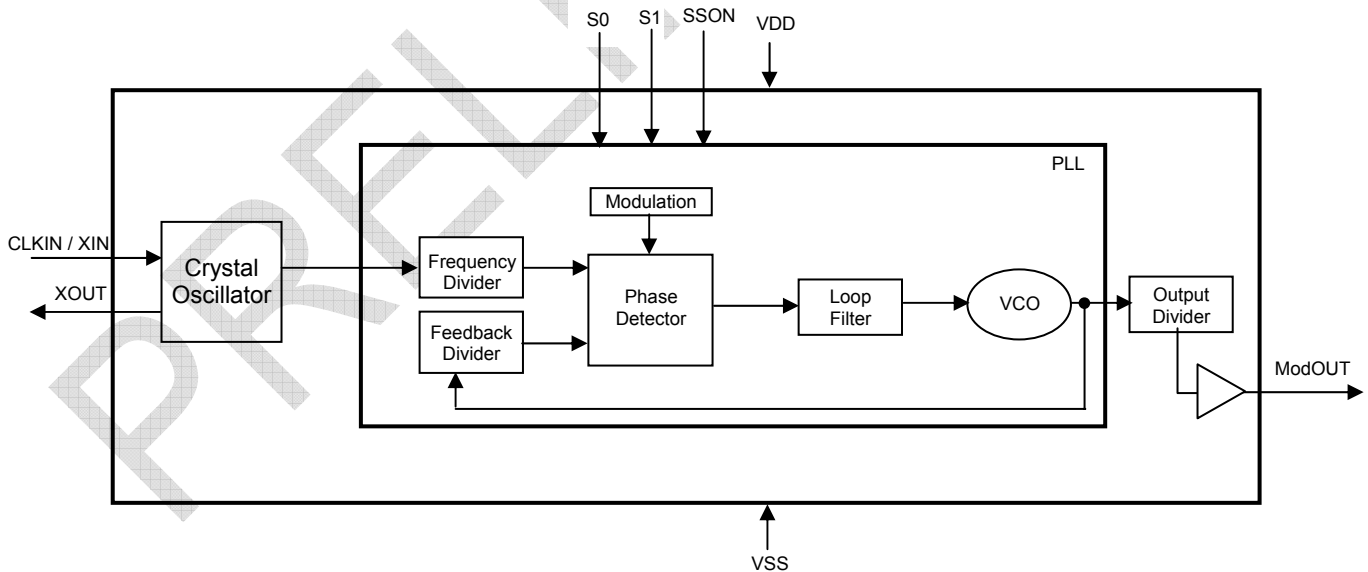 S0
S1
SSON
VDD
PLL
Modulation
CLKIN / XIN
XOUT
Crystal
Oscillator
Frequency
Divider
Feedback
Divider
Phase
Detector
Loop
Filter
VCO
Output
Divider
ModOUT
VSS
PRELI